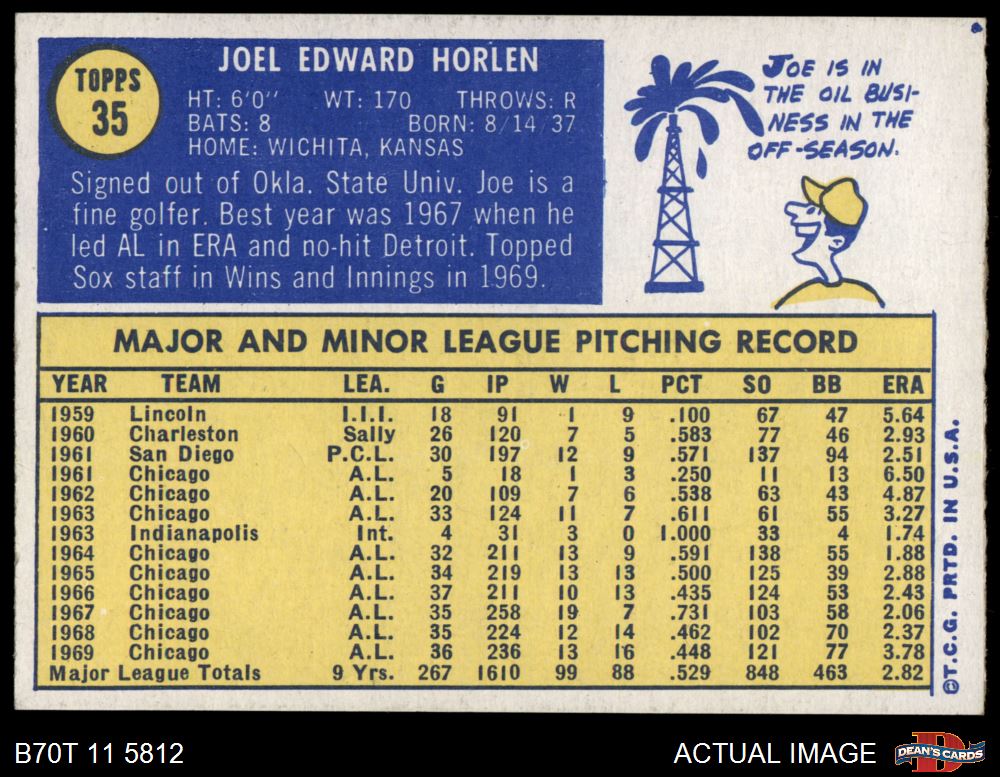 TOPPS
35
JOEL EDWARD HORLEN
HT: 6'0" WT: 170 THROWS: R
BATS: 8 BORN: 8/14/37
HOME: WICHITA, KANSAS
Signed out of Okla. State Univ. Joe is a
fine golfer. Best year was 1967 when he
led AL in ERA and no-hit Detroit. Topped
Sox staff in Wins and Innings in 1969.
JOE IS IN
THE OIL BUSI-
NESS IN THE
OFF-SEASON.
MAJOR AND MINOR LEAGUE PITCHING RECORD
YEAR TEAM LEA. G IP W L PCT SO BB ERA
1959 Lincoln I.I.I. 18 91 1 9 .100 67 47 5.64
1960 Charleston Sally 26 120 7 5 .583 77 46 2.93
1961 San Diego P.C.L. 30 197 12 9 .571 137 94 2.51
1961 Chicago A.L. 5 18 1 3 .250 11 13 6.50
1962 Chicago A.L. 20 109 7 6 .538 63 43 4.87
1963 Chicago A.L. 33 124 11 7 .611 61 55 3.27
1963 Indianapolis Int. 4 31 3 0 1.000 33 4 1.74
1964 Chicago A.L. 32 211 13 9 .591 138 55 1.88
1965 Chicago A.L. 34 219 13 13 .500 125 39 2.88
1966 Chicago A.L. 37 211 10 13 .435 124 53 2.43
1967 Chicago A.L. 35 258 19 7 .731 103 58 2.06
1968 Chicago A.L. 35 224 12 14 .462 102 70 2.37
1969 Chicago A.L. 36 236 13 16 .448 121 77 3.78
Major League Totals 9 Yrs. 267 1610 99 88 .529 848 463 2.82
©T.C.G. PRTD. IN U.S.A.
B70T 11 5812
ACTUAL IMAGE
DEAN'S CARDS